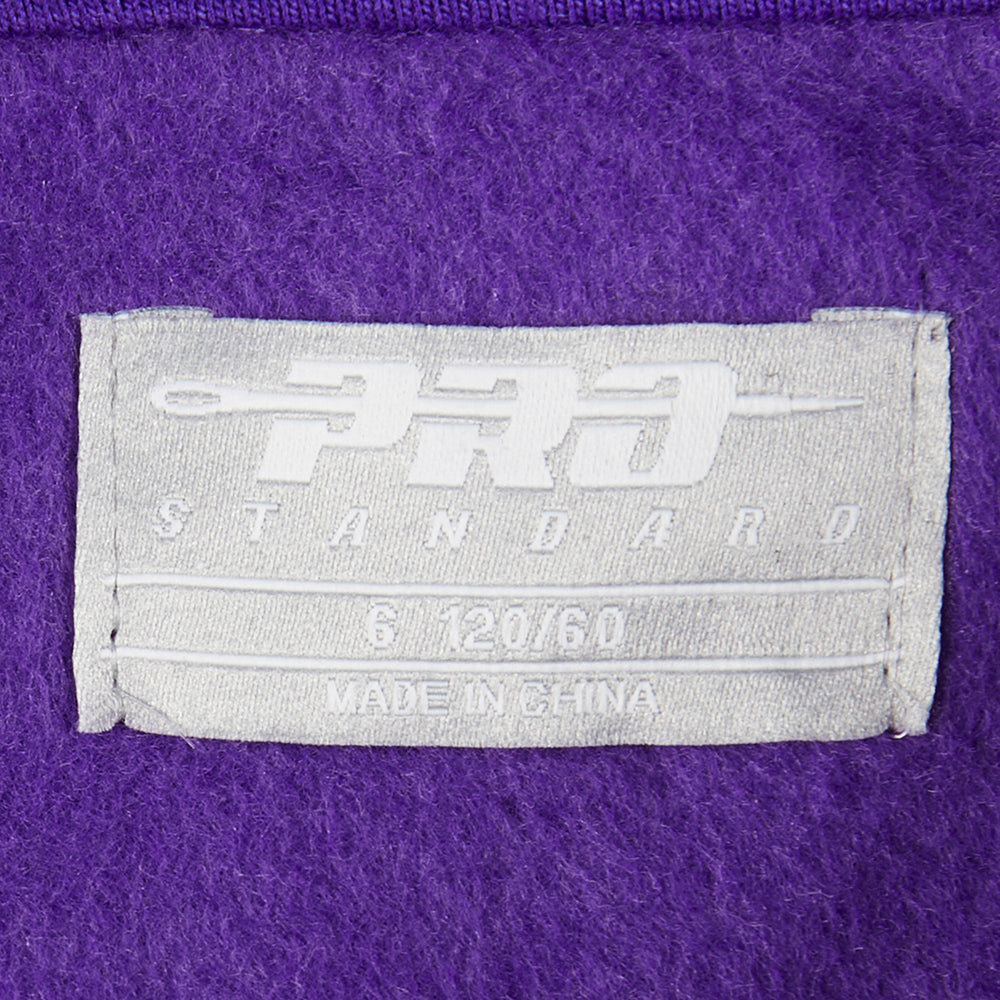 PRO
STANDARD
6 120/60
MADE IN CHINA